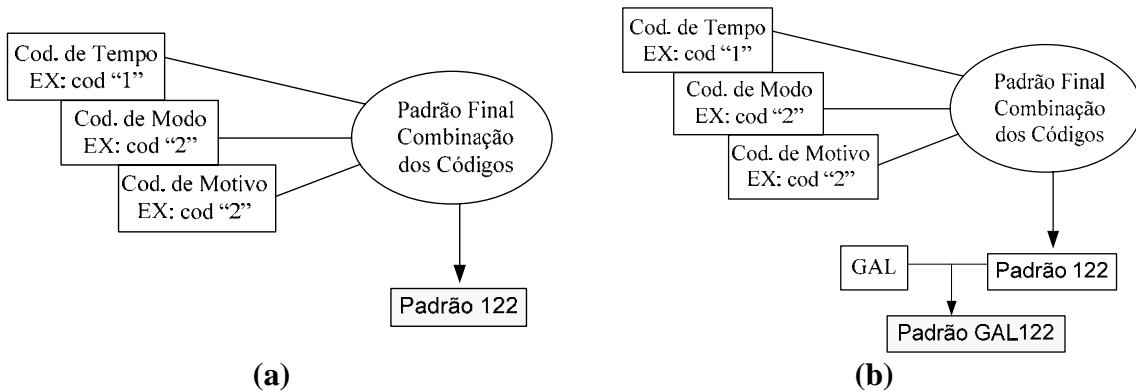 Cod. de Tempo
EX: cod “1”
Cod. de Modo
EX: cod “2”
Cod. de Motivo
EX: cod “2”
Padrão Final
Combinação
dos Códigos
Padrão 122
(a)
Cod. de Tempo
EX: cod “1”
Cod. de Modo
EX: cod “2”
Cod. de Motivo
EX: cod “2”
Padrão Final
Combinação
dos Códigos
GAL
Padrão 122
Padrão GAL122
(b)